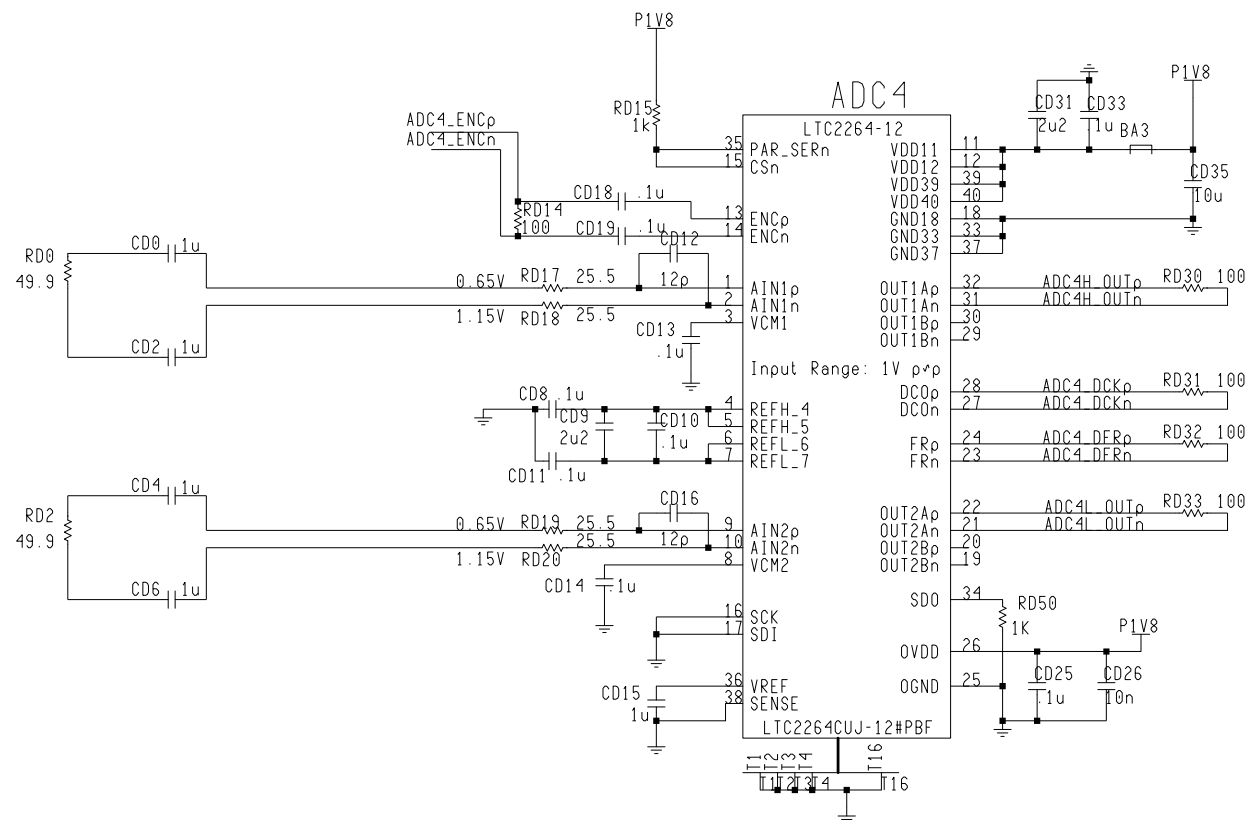 P1V8
ADC4
P1V8
RD15
1k
CD31
2u2
CD33
.1u
BA3
ADC4_ENCp
ADC4_ENCn
LTC2264-12
35 PAR_SERn
15 CSn
VDD11 11
VDD12 12
VDD39 39
VDD40 40
CD35
10u
CD18 .1u
RD14
100
CD19 .1u
13 ENCp
14 ENCn
GND18 18
GND33 33
GND37 37
CD12
12p
RD0
49.9
CD0 1u
CD2 1u
0.65V RD17 25.5
1.15V RD18 25.5
1 AIN1p
2 AIN1n
3 VCM1
CD13
.1u
OUT1Ap 32 ADC4H_OUTp RD30 100
OUT1An 31 ADC4H_OUTn
OUT1Bp 30
OUT1Bn 29
Input Range: 1V p~p
DCOp 28 ADC4_DCKp RD31 100
DCOn 27 ADC4_DCKn
CD8 .1u
CD9
2u2
CD10
.1u
CD11 .1u
4 REFH_4
5 REFH_5
6 REFL_6
7 REFL_7
FRp 24 ADC4_DFRp RD32 100
FRn 23 ADC4_DFRn
RD2
49.9
CD4 1u
CD6 1u
CD16
12p
0.65V RD19 25.5
1.15V RD20 25.5
9 AIN2p
10 AIN2n
8 VCM2
CD14 .1u
OUT2Ap 22 ADC4L_OUTp RD33 100
OUT2An 21 ADC4L_OUTn
OUT2Bp 20
OUT2Bn 19
16 SCK
17 SDI
SDO 34
RD50
1K
P1V8
OVDD 26
OGND 25
CD25
.1u
CD26
10n
CD15
1u
36 VREF
38 SENSE
LTC2264CUJ-12#PBF
T1 T2 T3 T4 T16
T1 T2 T3 T4 T16